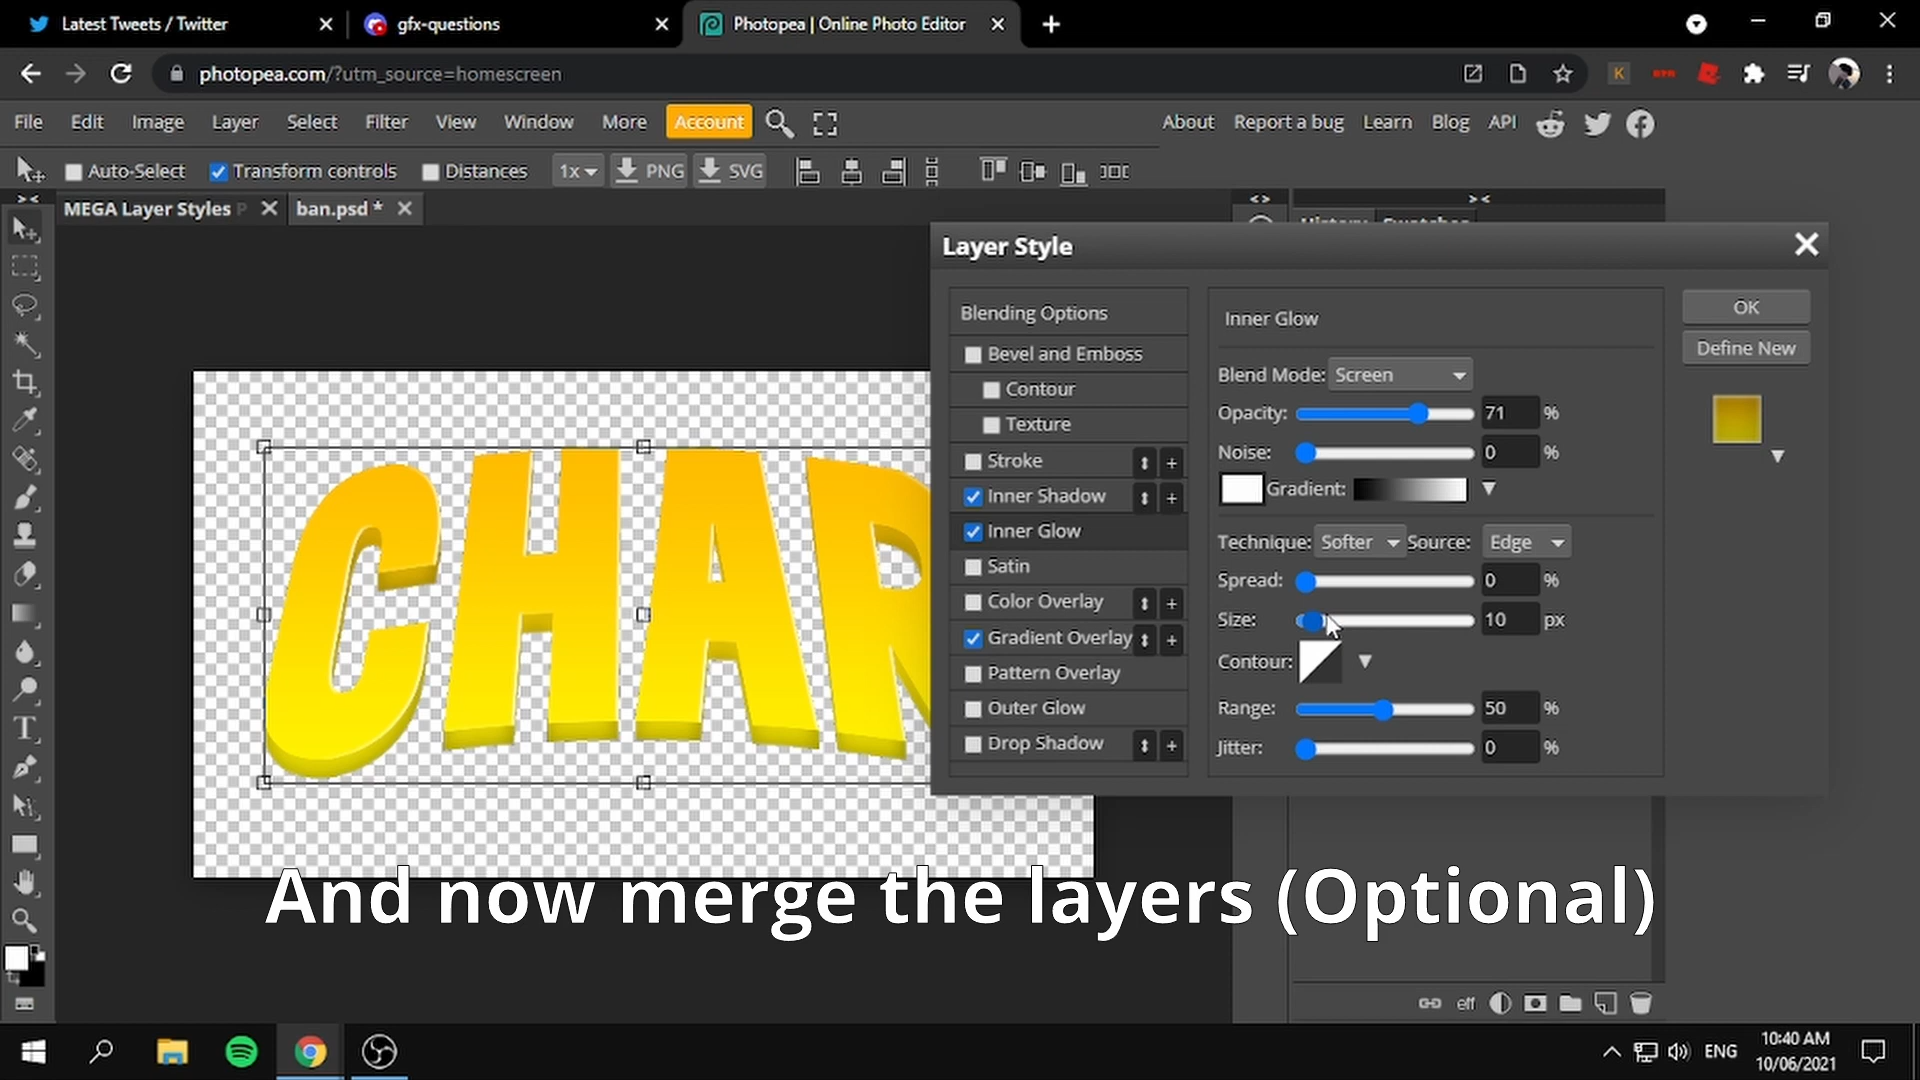 Latest Tweets / Twitter
gfx-questions
Photopea | Online Photo Editor
photopea.com/?utm_source=homescreen
File Edit Image Layer Select Filter View Window More Account
About Report a bug Learn Blog API
Auto-Select Transform controls Distances 1x PNG SVG
MEGA Layer Styles P
ban.psd *
Layer Style
Blending Options
Bevel and Emboss
Contour
Texture
Stroke
Inner Shadow
Inner Glow
Satin
Color Overlay
Gradient Overlay
Pattern Overlay
Outer Glow
Drop Shadow
Inner Glow
Blend Mode: Screen
Opacity: 71 %
Noise: 0 %
Gradient:
Technique: Softer Source: Edge
Spread: 0 %
Size: 10 px
Contour:
Range: 50 %
Jitter: 0 %
OK
Define New
CHAR
And now merge the layers (Optional)
eff
ENG
10:40 AM
10/06/2021